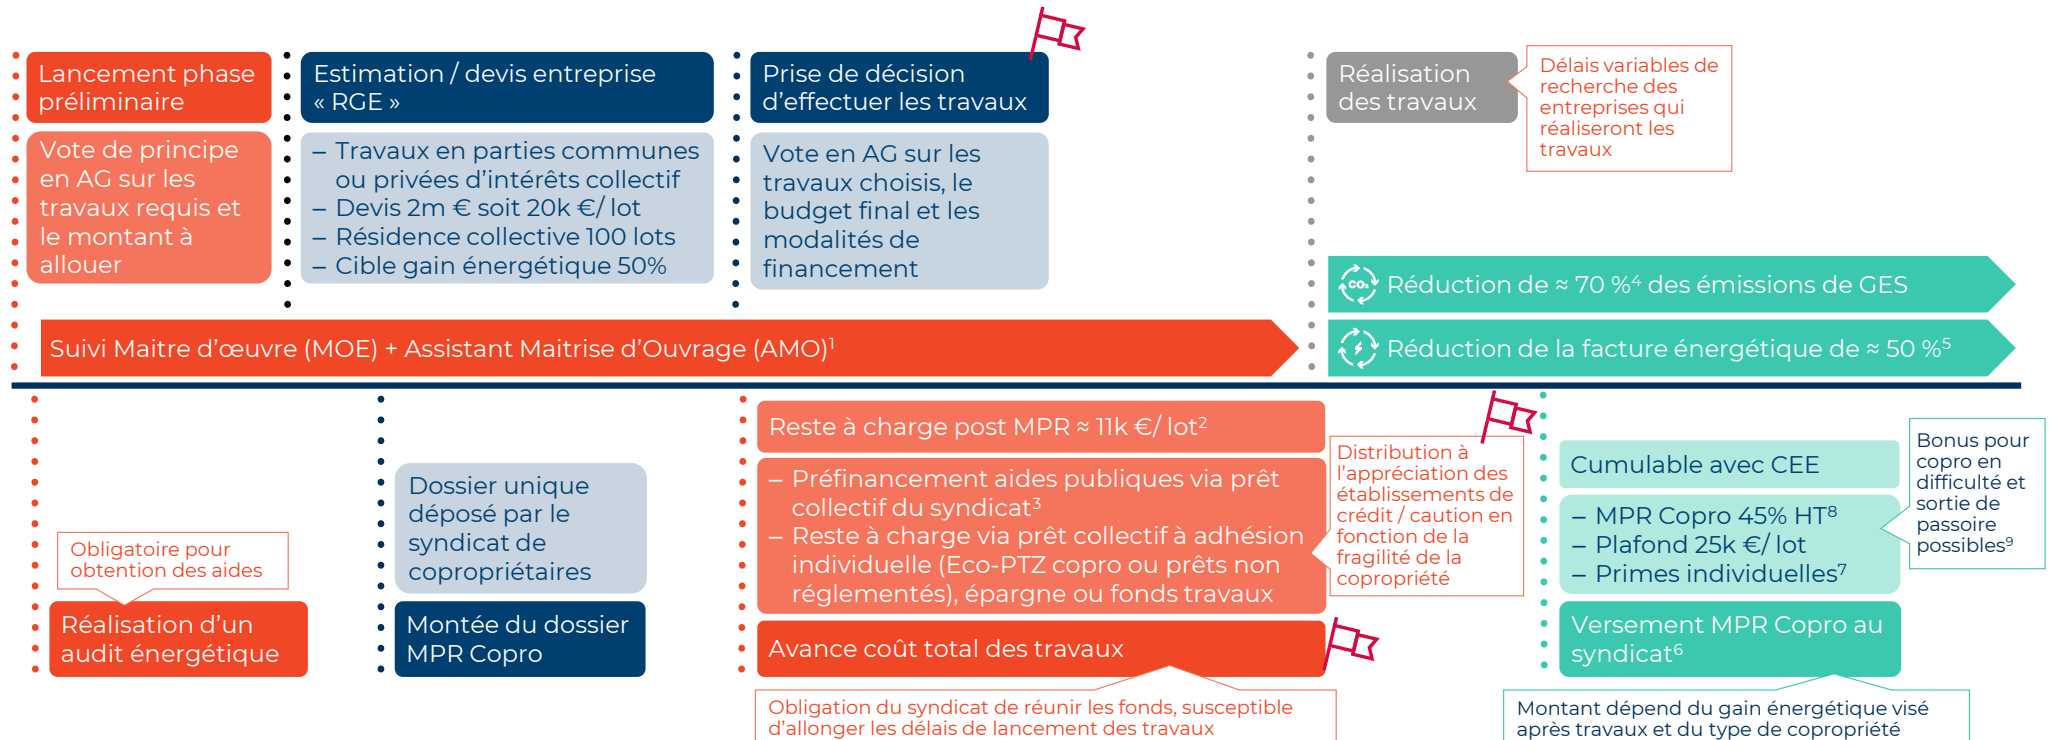 Lancement phase
préliminaire
Vote de principe
en AG sur les
travaux requis et
le montant à
allouer
Estimation / devis entreprise
« RGE »
– Travaux en parties communes
ou privées d’intérêts collectif
– Devis 2m € soit 20k €/ lot
– Résidence collective 100 lots
– Cible gain énergétique 50%
Prise de décision
d’effectuer les travaux
Vote en AG sur les
travaux choisis, le
budget final et les
modalités de
financement
Réalisation
des travaux
Délais variables de
recherche des
entreprises qui
réaliseront les
travaux
CO₂
Réduction de ≈ 70 %⁴ des émissions de GES
Suivi Maitre d’œuvre (MOE) + Assistant Maitrise d’Ouvrage (AMO)¹
Réduction de la facture énergétique de ≈ 50 %⁵
Obligatoire pour
obtention des aides
Réalisation d’un
audit énergétique
Dossier unique
déposé par le
syndicat de
copropriétaires
Montée du dossier
MPR Copro
Reste à charge post MPR ≈ 11k €/ lot²
– Préfinancement aides publiques via prêt
collectif du syndicat³
– Reste à charge via prêt collectif à adhésion
individuelle (Eco-PTZ copro ou prêts non
réglementés), épargne ou fonds travaux
Distribution à
l’appréciation des
établissements de
crédit / caution en
fonction de la
fragilité de la
copropriété
Avance coût total des travaux
Obligation du syndicat de réunir les fonds, susceptible
d’allonger les délais de lancement des travaux
Cumulable avec CEE
– MPR Copro 45% HT⁸
– Plafond 25k €/ lot
– Primes individuelles⁷
Bonus pour
copro en
difficulté et
sortie de
passoire
possibles⁹
Versement MPR Copro au
syndicat⁶
Montant dépend du gain énergétique visé
après travaux et du type de copropriété